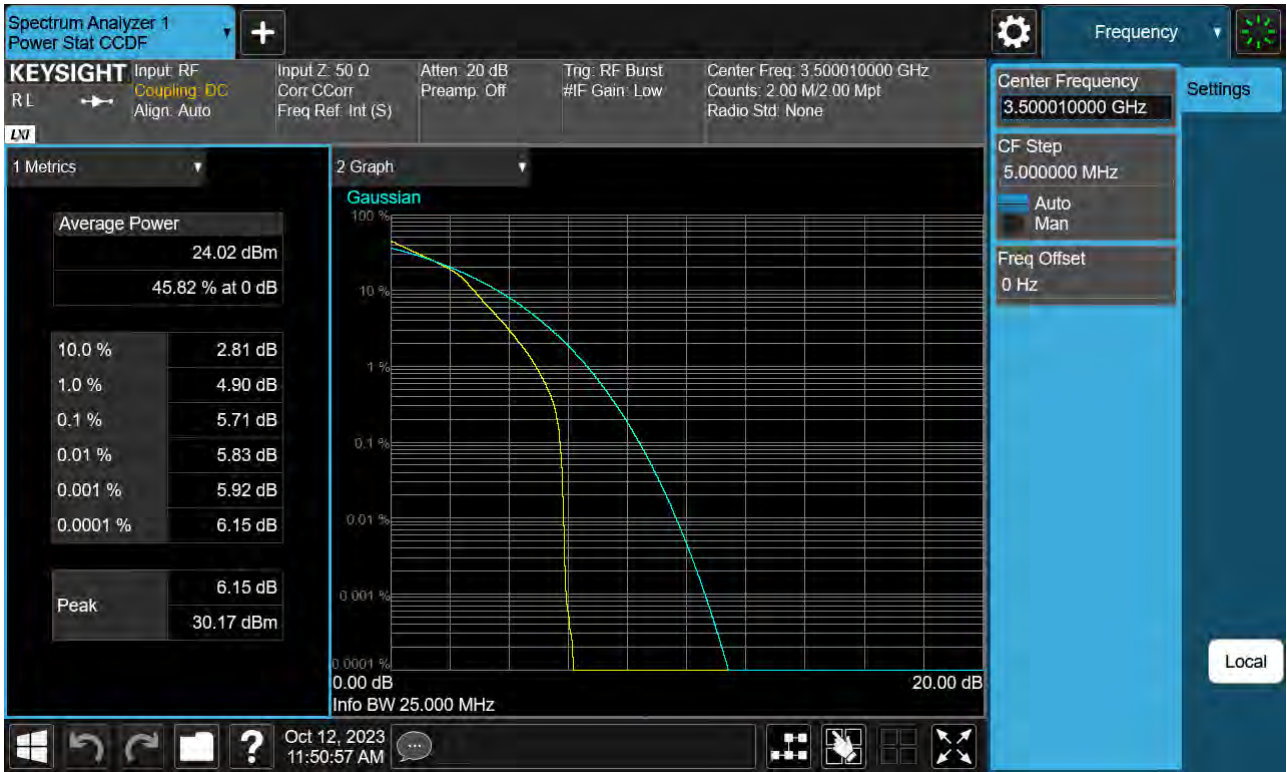 Spectrum Analyzer 1
Power Stat CCDF
+
Frequency
KEYSIGHT
RL
LXI
Input: RF
Coupling: DC
Align: Auto
Input Z: 50 Ω
Corr CCorr
Freq Ref: Int (S)
Atten: 20 dB
Preamp: Off
Trig: RF Burst
#IF Gain: Low
Center Freq: 3.500010000 GHz
Counts: 2.00 M/2.00 Mpt
Radio Std: None
1 Metrics
Average Power
24.02 dBm
45.82 % at 0 dB
10.0 % 2.81 dB
1.0 % 4.90 dB
0.1 % 5.71 dB
0.01 % 5.83 dB
0.001 % 5.92 dB
0.0001 % 6.15 dB
Peak
6.15 dB
30.17 dBm
2 Graph
Gaussian
100 %
10 %
1 %
0.1 %
0.01 %
0.001 %
0.0001 %
0.00 dB 20.00 dB
Info BW 25.000 MHz
Center Frequency
3.500010000 GHz
CF Step
5.000000 MHz
Auto
Man
Freq Offset
0 Hz
Settings
Local
?
Oct 12, 2023
11:50:57 AM